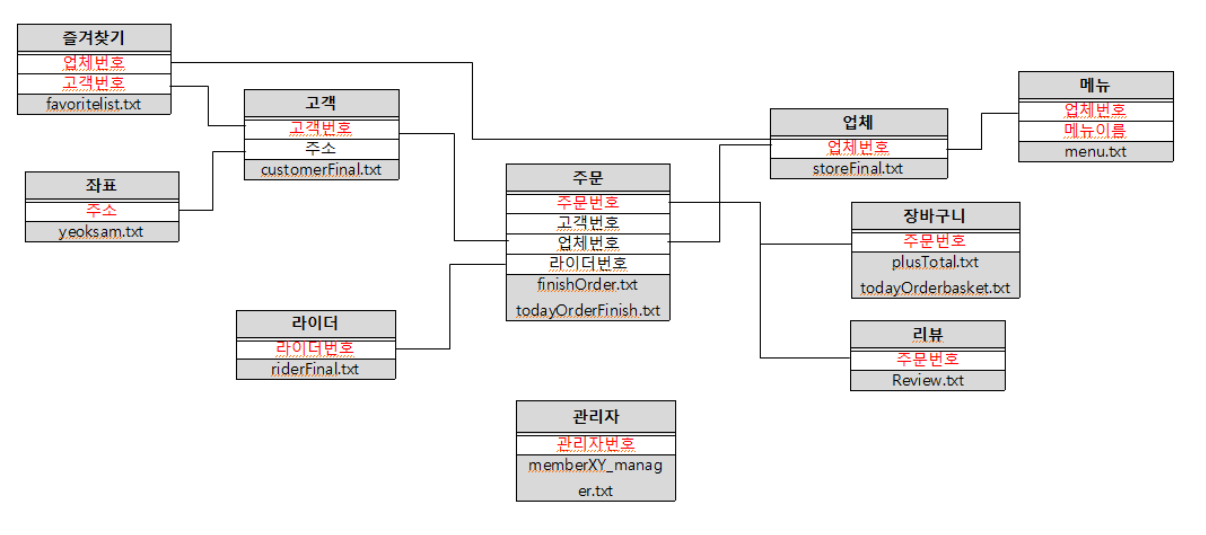 즐겨찾기
업체번호
고객번호
favoritelist.txt
고객
고객번호
주소
customerFinal.txt
좌표
주소
yeoksam.txt
주문
주문번호
고객번호
업체번호
라이더번호
finishOrder.txt
todayOrderFinish.txt
라이더
라이더번호
riderFinal.txt
관리자
관리자번호
memberXY_manag
er.txt
업체
업체번호
storeFinal.txt
메뉴
업체번호
메뉴이름
menu.txt
장바구니
주문번호
plusTotal.txt
todayOrderbasket.txt
리뷰
주문번호
Review.txt